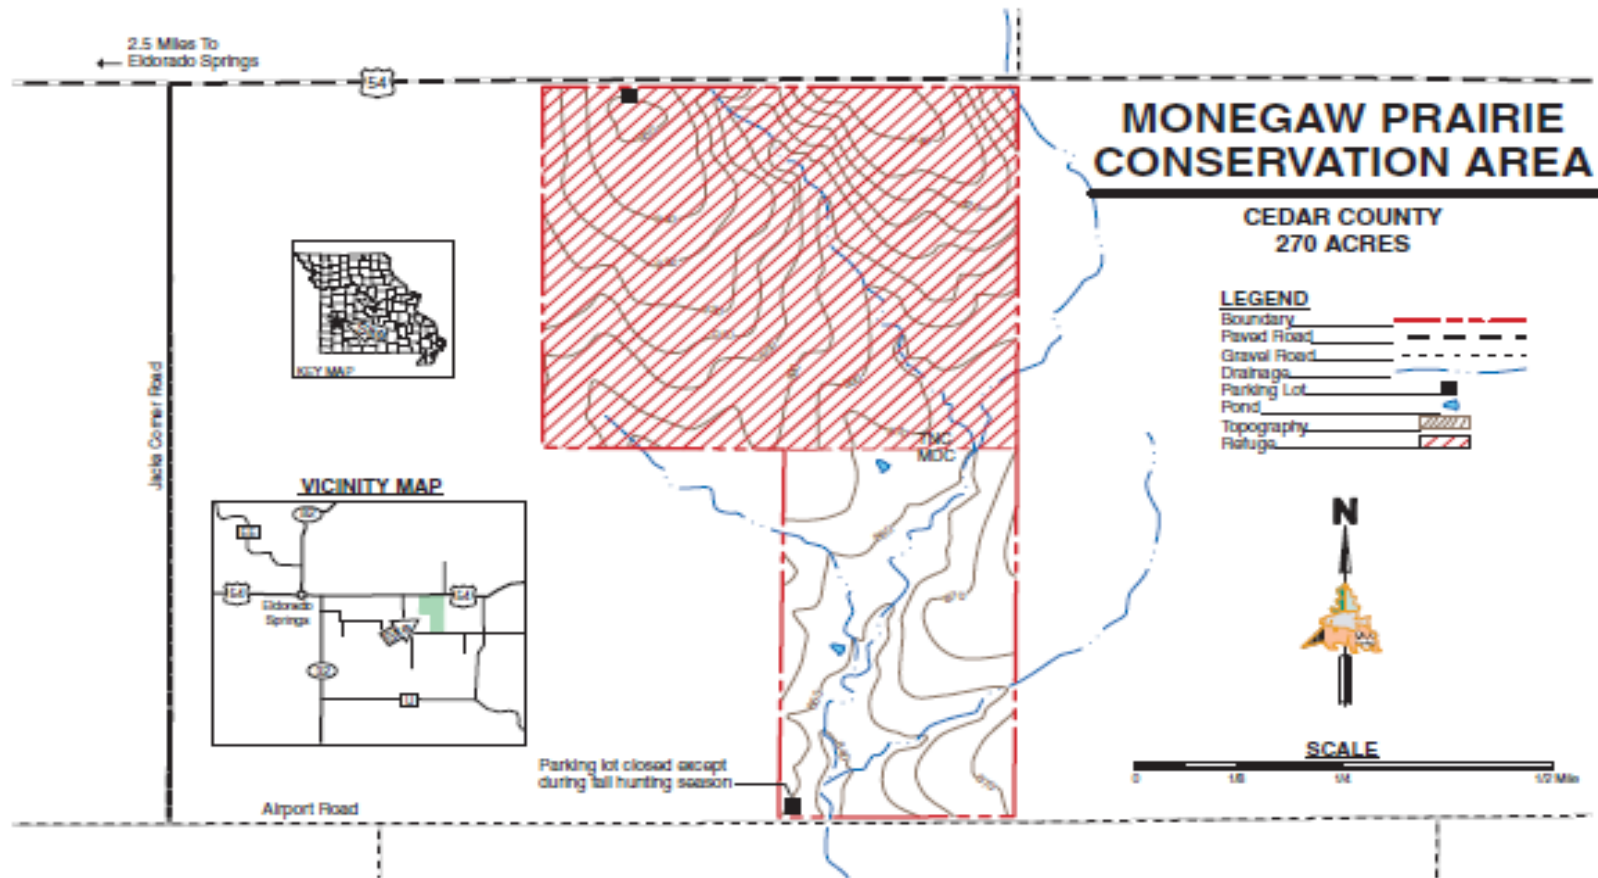 2.5 Miles To
Eldorado Springs
54
MONEGAW PRAIRIE
CONSERVATION AREA
CEDAR COUNTY
270 ACRES
LEGEND
Boundary
Paved Road
Gravel Road
Drainage
Parking Lot
Pond
Topography
Refuge
KEY MAP
Jacks Corner Road
TNC
MDC
VICINITY MAP
54
54
Eldorado
Springs
32
U
N
870
SCALE
0
1/8
1/4
1/2 Mile
Parking lot closed except
during fall hunting season
Airport Road